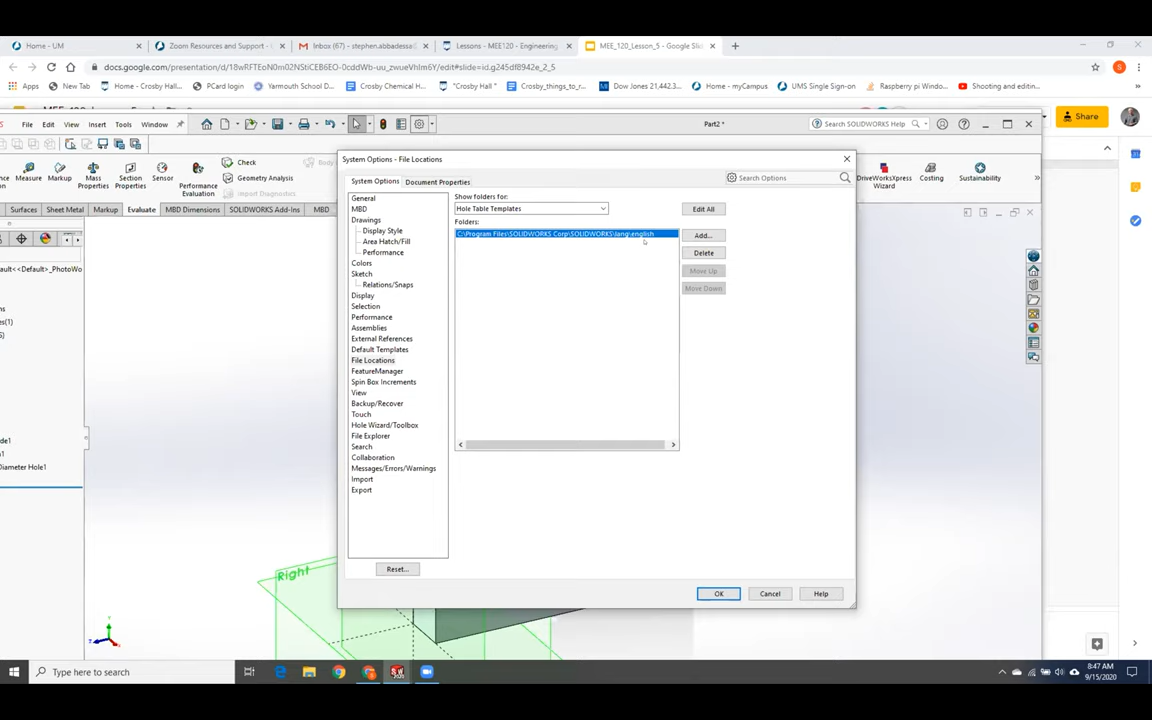 Home - UM
Zoom Resources and Support -
Inbox (67) - stephen.abbadessa
Lessons - MEE120 - Engineering
MEE_120_Lesson_5 - Google Sli
docs.google.com/presentation/d/
Apps
New Tab
Home - Crosby Hall...
PCard login
Yarmouth School D...
Crosby Chemical H...
"Crosby Hall"
Crosby_things_to_r...
Dow Jones 21,442.3...
Home - myCampus
UMS Single Sign-on
Raspberry pi Windo...
Shooting and editin...
Share
File
Edit
View
Insert
Tools
Window
Part2 *
Search SOLIDWORKS Help
Measure
Markup
Mass Properties
Section Properties
Sensor
Performance Evaluation
Check
Geometry Analysis
Import Diagnostics
Body
DriveWorksXpress Wizard
Costing
Sustainability
Surfaces
Sheet Metal
Markup
Evaluate
MBD Dimensions
SOLIDWORKS Add-Ins
MBD
System Options - File Locations
System Options
Document Properties
Search Options
General
MBD
Drawings
Display Style
Area Hatch/Fill
Performance
Colors
Sketch
Relations/Snaps
Display
Selection
Performance
Assemblies
External References
Default Templates
File Locations
FeatureManager
Spin Box Increments
View
Backup/Recover
Touch
Hole Wizard/Toolbox
File Explorer
Search
Collaboration
Messages/Errors/Warnings
Import
Export
Reset...
Show folders for:
Hole Table Templates
Folders:
C:\Program Files\SOLIDWORKS Corp\SOLIDWORKS\lang\english
Edit All
Add...
Delete
Move Up
Move Down
OK
Cancel
Help
<Default>_PhotoWo
Diameter Hole1
Right
Type here to search
8:47 AM
9/15/2020